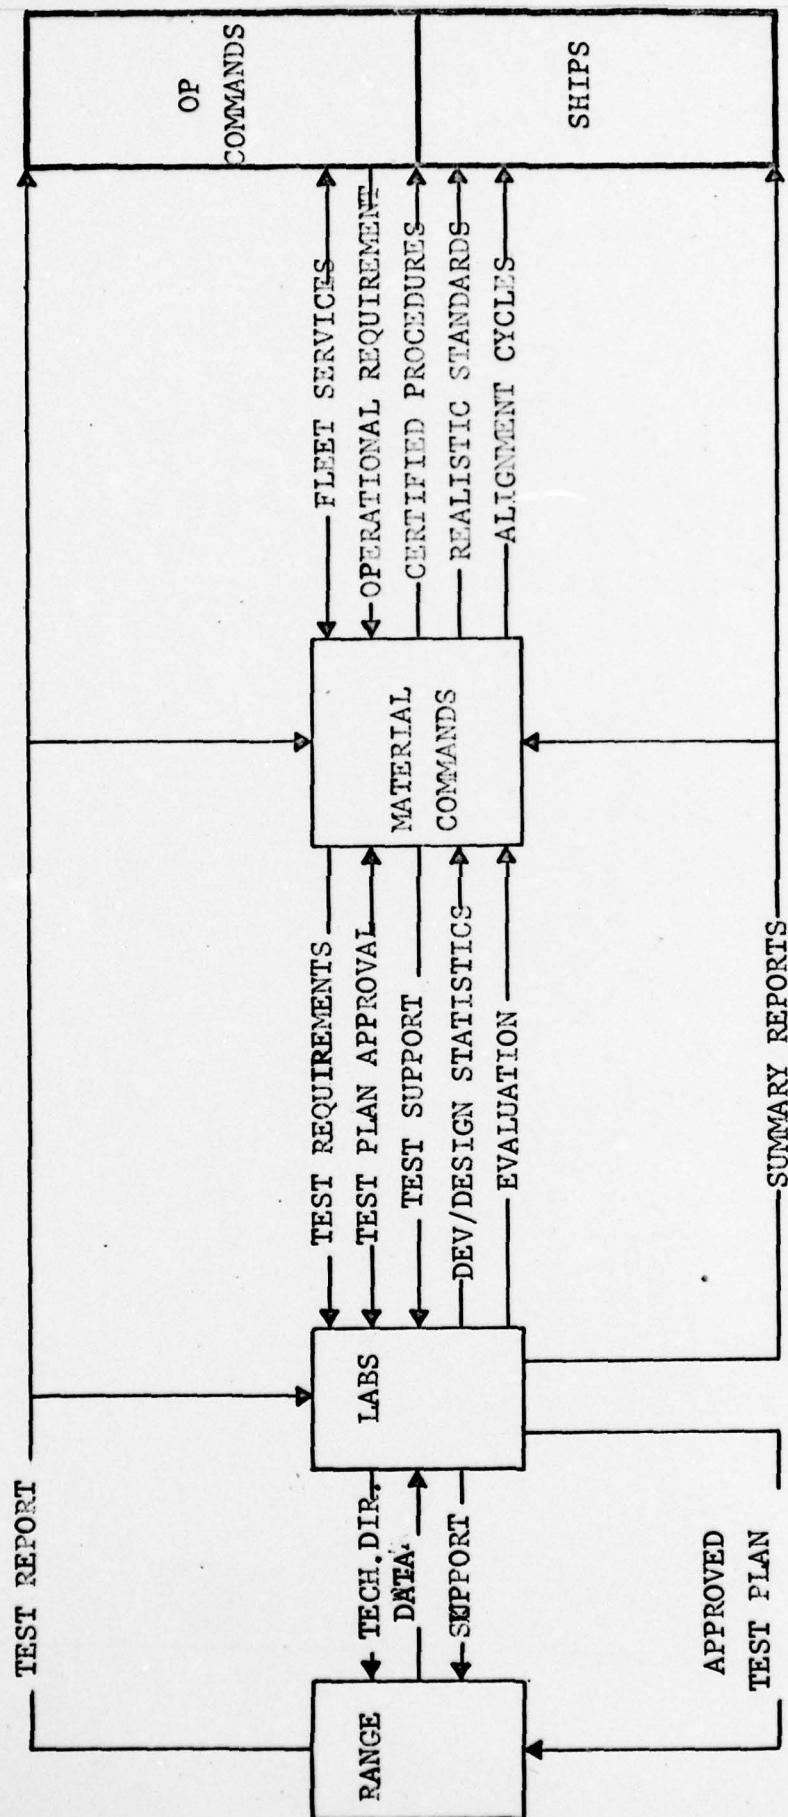 TEST REPORT
OP
COMMANDS
SHIPS
FLEET SERVICES
OPERATIONAL REQUIREMENT
CERTIFIED PROCEDURES
REALISTIC STANDARDS
ALIGNMENT CYCLES
MATERIAL
COMMANDS
TEST REQUIREMENTS
TEST PLAN APPROVAL
TEST SUPPORT
DEV/DESIGN STATISTICS
EVALUATION
LABS
TECH.DIR.
DATA
SUPPORT
RANGE
APPROVED
TEST PLAN
SUMMARY REPORTS